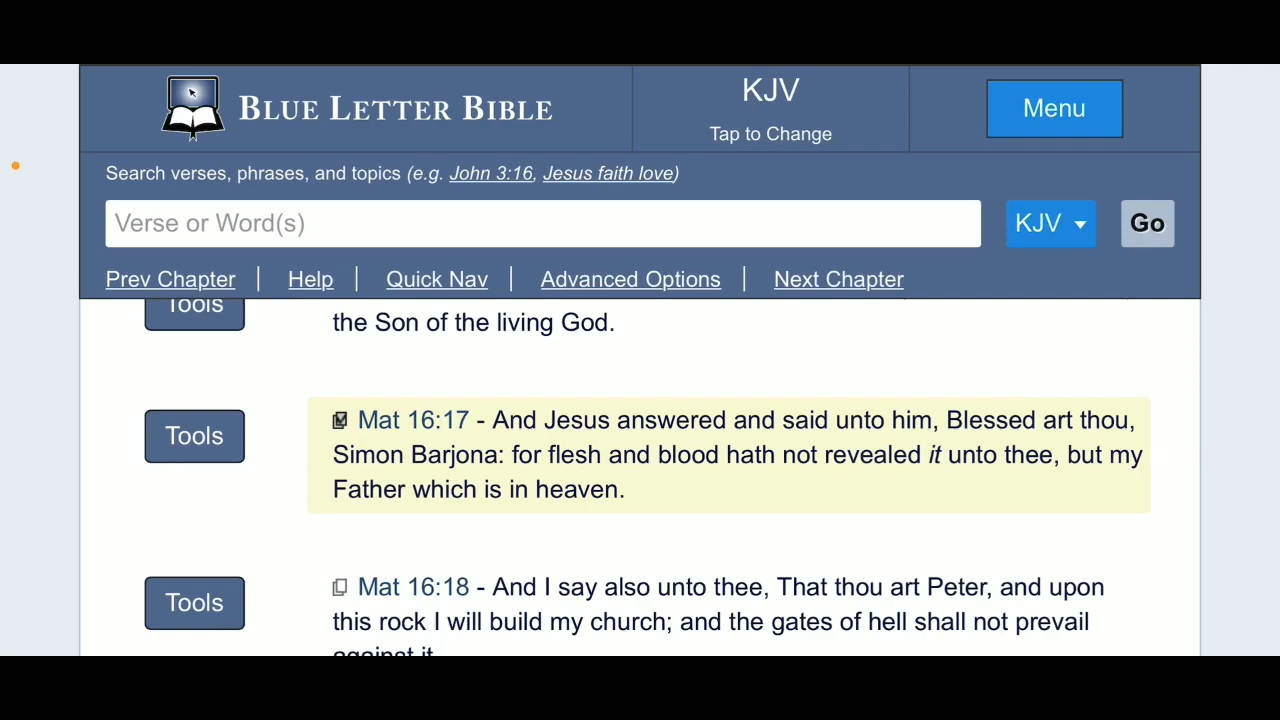 BLUE LETTER BIBLE
KJV
Tap to Change
Menu
Search verses, phrases, and topics (e.g. John 3:16, Jesus faith love)
Verse or Word(s)
KJV
Go
Prev Chapter | Help | Quick Nav | Advanced Options | Next Chapter
Tools
the Son of the living God.
Tools
Mat 16:17 - And Jesus answered and said unto him, Blessed art thou,
Simon Barjona: for flesh and blood hath not revealed it unto thee, but my
Father which is in heaven.
Tools
Mat 16:18 - And I say also unto thee, That thou art Peter, and upon
this rock I will build my church; and the gates of hell shall not prevail
against it